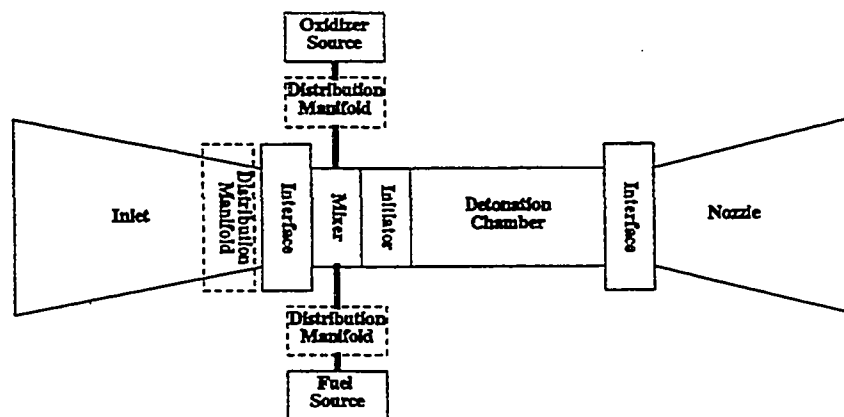 Oxidizer
Source
Distribution
Manifold
Inlet
Distribution
Manifold
Interface
Mixer
Initiator
Detonation
Chamber
Interface
Nozzle
Distribution
Manifold
Fuel
Source